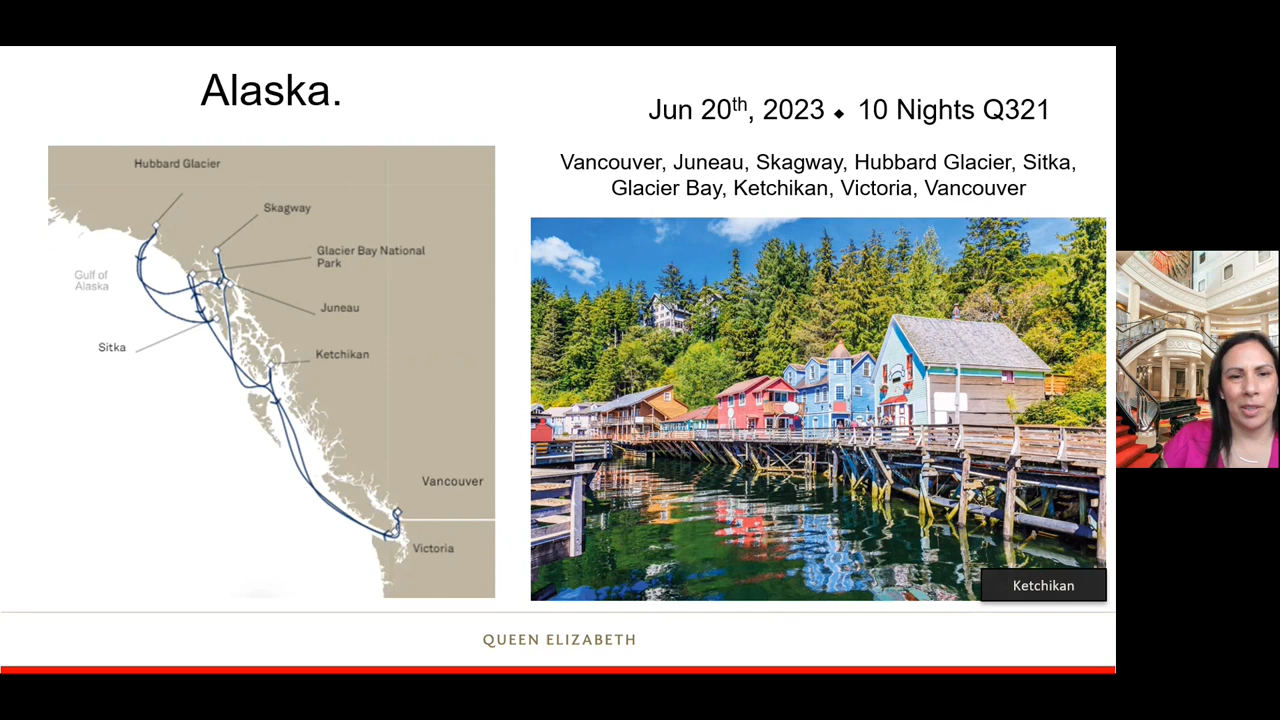 Alaska.
Jun 20th, 2023 ⬥ 10 Nights Q321
Vancouver, Juneau, Skagway, Hubbard Glacier, Sitka,
Glacier Bay, Ketchikan, Victoria, Vancouver
Hubbard Glacier
Skagway
Glacier Bay National
Park
Gulf of
Alaska
Juneau
Sitka
Ketchikan
Vancouver
Victoria
Ketchikan
QUEEN ELIZABETH